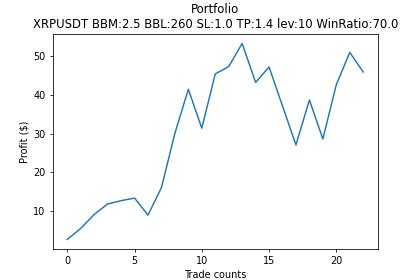 Portfolio
XRPUSDT BBM:2.5 BBL:260 SL:1.0 TP:1.4 lev:10 WinRatio:70.0
50
40
30
20
10
Profit ($)
0 5 10 15 20
Trade counts